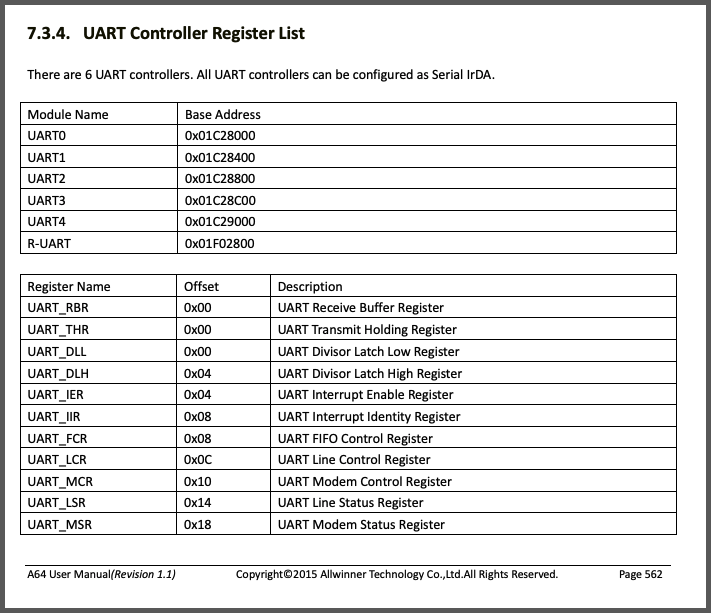 7.3.4. UART Controller Register List
There are 6 UART controllers. All UART controllers can be configured as Serial IrDA.
Module Name Base Address
UART0 0x01C28000
UART1 0x01C28400
UART2 0x01C28800
UART3 0x01C28C00
UART4 0x01C29000
R-UART 0x01F02800
Register Name Offset Description
UART_RBR 0x00 UART Receive Buffer Register
UART_THR 0x00 UART Transmit Holding Register
UART_DLL 0x00 UART Divisor Latch Low Register
UART_DLH 0x04 UART Divisor Latch High Register
UART_IER 0x04 UART Interrupt Enable Register
UART_IIR 0x08 UART Interrupt Identity Register
UART_FCR 0x08 UART FIFO Control Register
UART_LCR 0x0C UART Line Control Register
UART_MCR 0x10 UART Modem Control Register
UART_LSR 0x14 UART Line Status Register
UART_MSR 0x18 UART Modem Status Register
A64 User Manual(Revision 1.1) Copyright©2015 Allwinner Technology Co.,Ltd.All Rights Reserved. Page 562